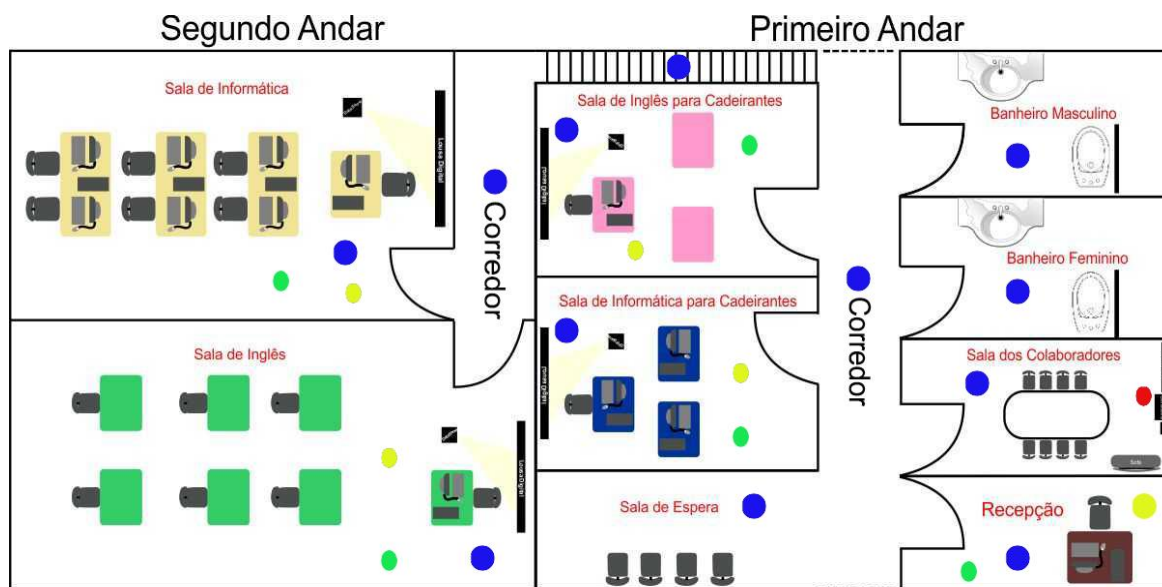 Segundo Andar
Primeiro Andar
Sala de Informática
Lousa Digital
Corredor
Sala de Inglês para Cadeirantes
Banheiro Masculino
Banheiro Feminino
Sala de Informática para Cadeirantes
Corredor
Sala de Inglês
Lousa Digital
Sala dos Colaboradores
Sala de Espera
Recepção